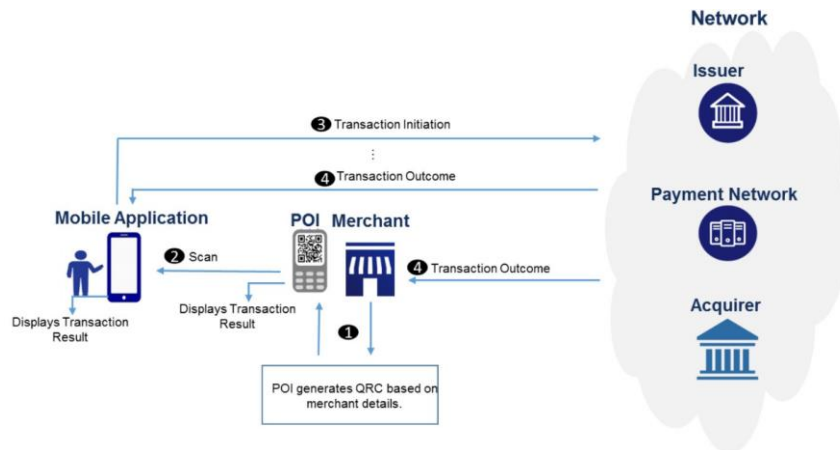 Network
Issuer
3 Transaction Initiation
4 Transaction Outcome
Payment Network
Mobile Application
POI Merchant
2 Scan
4 Transaction Outcome
Displays Transaction
Result
Displays Transaction
Result
Acquirer
1
POI generates QRC based on
merchant details.